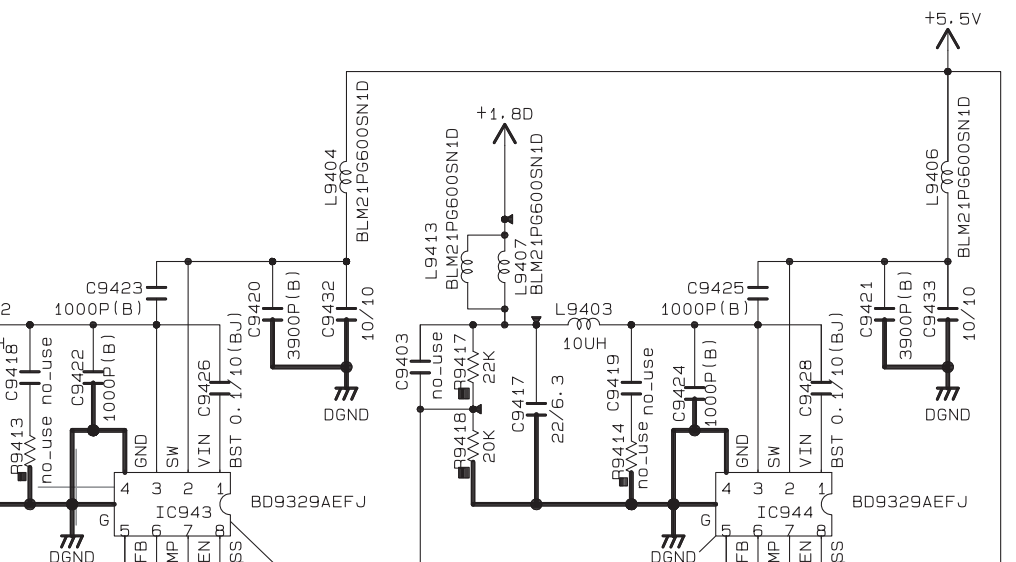 +5.5V
+1.8D
L9404
BLM21PG600SN1D
L9413
BLM21PG600SN1D
L9407
BLM21PG600SN1D
L9406
BLM21PG600SN1D
C9423
1000P(B)
C9420
3900P(B)
C9432
10/10
DGND
C9418
no_use
C9422
1000P(B)
C9426
BST 0.1/10(BJ)
R9413
no_use
GND
SW
VIN
4 3 2 1
IC943
BD9329AEFJ
G
5 6 7 8
FB
MP
EN
SS
DGND
L9403
10UH
C9403
no_use
R9417
22K
R9418
20K
C9417
22/6.3
C9419
no_use
R9414
no_use
C9425
1000P(B)
C9424
1000P(B)
C9421
3900P(B)
C9433
10/10
DGND
C9428
BST 0.1/10(BJ)
GND
SW
VIN
4 3 2 1
IC944
BD9329AEFJ
G
5 6 7 8
FB
MP
EN
SS
DGND
2
H